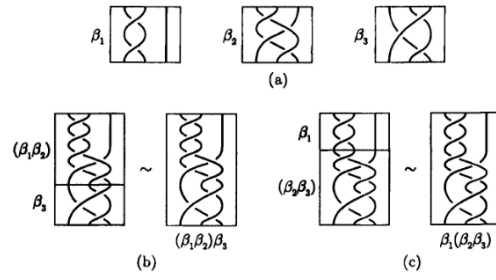 β₁ β₂ β₃
(a)
(β₁β₂) ~ β₁ ~
β₃ (β₂β₃)
(β₁β₂)β₃ β₁(β₂β₃)
(b) (c)